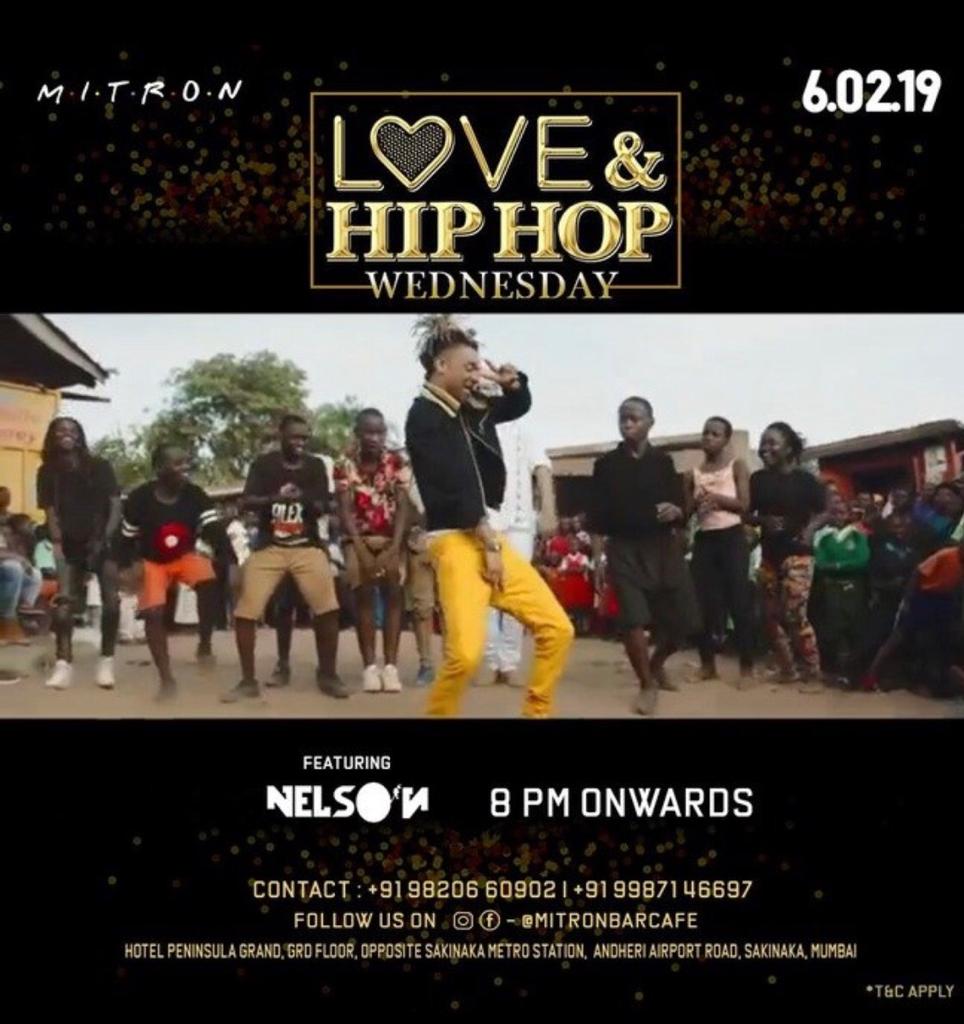 M·I·T·R·O·N
6.02.19
LOVE &
HIP HOP
WEDNESDAY
FEATURING
NELSON
8 PM ONWARDS
CONTACT : +91 98206 60902 | +91 99871 46697
FOLLOW US ON - @MITRONBARCAFE
HOTEL PENINSULA GRAND, GRD FLOOR, OPPOSITE SAKINAKA METRO STATION, ANDHERI AIRPORT ROAD, SAKINAKA, MUMBAI
*T&C APPLY